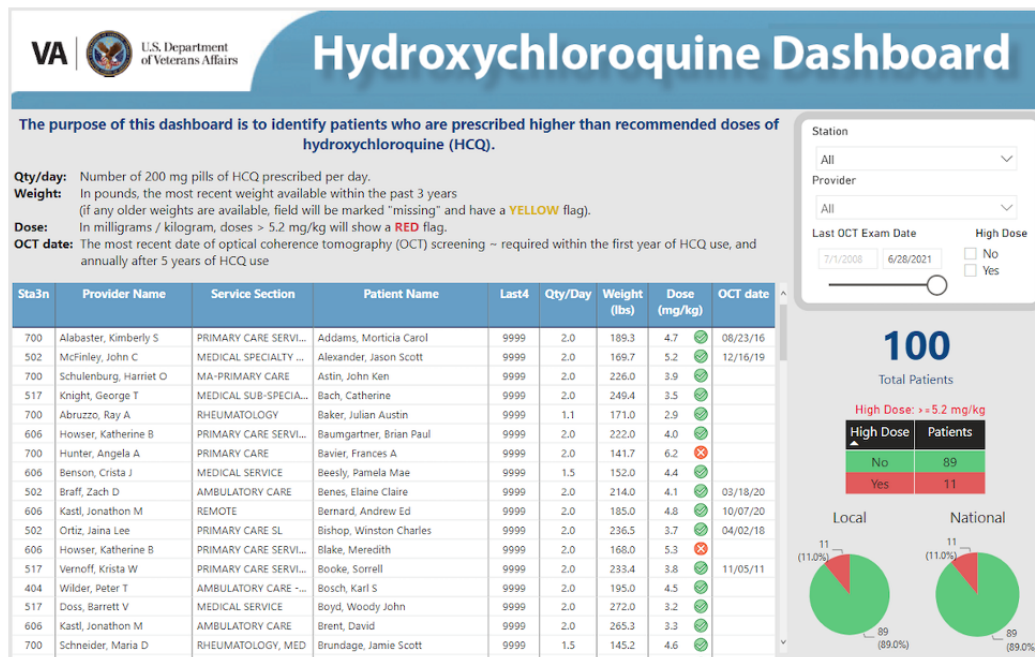 VA
U.S. Department
of Veterans Affairs
Hydroxychloroquine Dashboard
The purpose of this dashboard is to identify patients who are prescribed higher than recommended doses of
hydroxychloroquine (HCQ).
Qty/day: Number of 200 mg pills of HCQ prescribed per day.
Weight: In pounds, the most recent weight available within the past 3 years
(if any older weights are available, field will be marked "missing" and have a YELLOW flag).
Dose: In milligrams / kilogram, doses > 5.2 mg/kg will show a RED flag.
OCT date: The most recent date of optical coherence tomography (OCT) screening ~ required within the first year of HCQ use, and
annually after 5 years of HCQ use
Sta3n Provider Name Service Section Patient Name Last4 Qty/Day Weight (lbs) Dose (mg/kg) OCT date
700 Alabaster, Kimberly S PRIMARY CARE SERVI... Addams, Morticia Carol 9999 2.0 189.3 4.7 08/23/16
502 McFinley, John C MEDICAL SPECIALTY ... Alexander, Jason Scott 9999 2.0 169.7 5.2 12/16/19
700 Schulenburg, Harriet O MA-PRIMARY CARE Astin, John Ken 9999 2.0 226.0 3.9
517 Knight, George T MEDICAL SUB-SPECIA... Bach, Catherine 9999 2.0 249.4 3.5
700 Abruzzo, Ray A RHEUMATOLOGY Baker, Julian Austin 9999 1.1 171.0 2.9
606 Howser, Katherine B PRIMARY CARE SERVI... Baumgartner, Brian Paul 9999 2.0 222.0 4.0
700 Hunter, Angela A PRIMARY CARE Bavier, Frances A 9999 2.0 141.7 6.2
606 Benson, Crista J MEDICAL SERVICE Beesly, Pamela Mae 9999 1.5 152.0 4.4
502 Braff, Zach D AMBULATORY CARE Benes, Elaine Claire 9999 2.0 214.0 4.1 03/18/20
606 Kastl, Jonathon M REMOTE Bernard, Andrew Ed 9999 2.0 185.0 4.8 10/07/20
502 Ortiz, Jaina Lee PRIMARY CARE SL Bishop, Winston Charles 9999 2.0 236.5 3.7 04/02/18
606 Howser, Katherine B PRIMARY CARE SERVI... Blake, Meredith 9999 2.0 168.0 5.3
517 Vernoff, Krista W PRIMARY CARE SERVI... Booke, Sorrell 9999 2.0 233.4 3.8 11/05/11
404 Wilder, Peter T AMBULATORY CARE -... Bosch, Karl S 9999 2.0 195.0 4.5
517 Doss, Barrett V MEDICAL SERVICE Boyd, Woody John 9999 2.0 272.0 3.2
606 Kastl, Jonathon M AMBULATORY CARE Brent, David 9999 2.0 265.3 3.3
700 Schneider, Maria D RHEUMATOLOGY, MED Brundage, Jamie Scott 9999 1.5 145.2 4.6
Station
All
Provider
All
Last OCT Exam Date
7/1/2008 6/28/2021
High Dose
No
Yes
100
Total Patients
High Dose: >=5.2 mg/kg
High Dose Patients
No 89
Yes 11
Local
11
(11.0%)
89
(89.0%)
National
11
(11.0%)
89
(89.0%